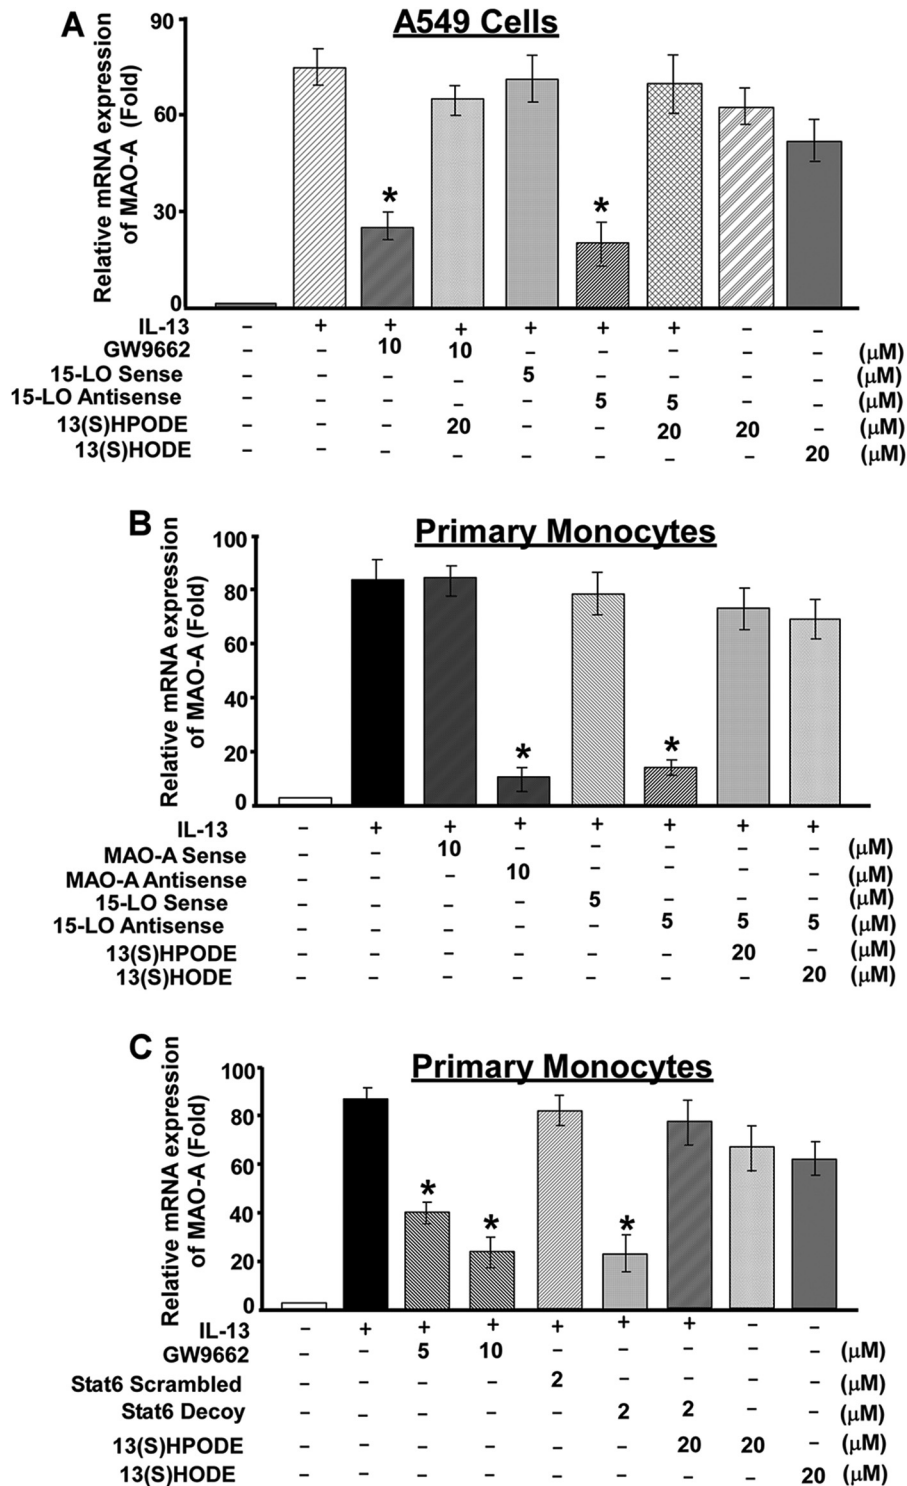 A
A549 Cells
Relative mRNA expression
of MAO-A (Fold)
90
60
30
0
* *
IL-13 – + + + + + + – –
GW9662 – – 10 10 – – – – – (μM)
15-LO Sense – – – – 5 – – – – (μM)
15-LO Antisense – – – – – 5 5 – – (μM)
13(S)HPODE – – – 20 – – 20 20 – (μM)
13(S)HODE – – – – – – – – 20 (μM)
B
Primary Monocytes
Relative mRNA expression
of MAO-A (Fold)
100
80
60
40
20
0
* *
IL-13 – + + + + + + +
MAO-A Sense – – 10 – – – – – (μM)
MAO-A Antisense – – – 10 – – – – (μM)
15-LO Sense – – – – 5 – – – (μM)
15-LO Antisense – – – – – 5 5 5 (μM)
13(S)HPODE – – – – – – 20 – (μM)
13(S)HODE – – – – – – – 20 (μM)
C
Primary Monocytes
Relative mRNA expression
of MAO-A (Fold)
100
80
60
40
20
0
* * *
IL-13 – + + + + + + – –
GW9662 – – 5 10 – – – – – (μM)
Stat6 Scrambled – – – – 2 – – – – (μM)
Stat6 Decoy – – – – – 2 2 – – (μM)
13(S)HPODE – – – – – – 20 20 – (μM)
13(S)HODE – – – – – – – – 20 (μM)